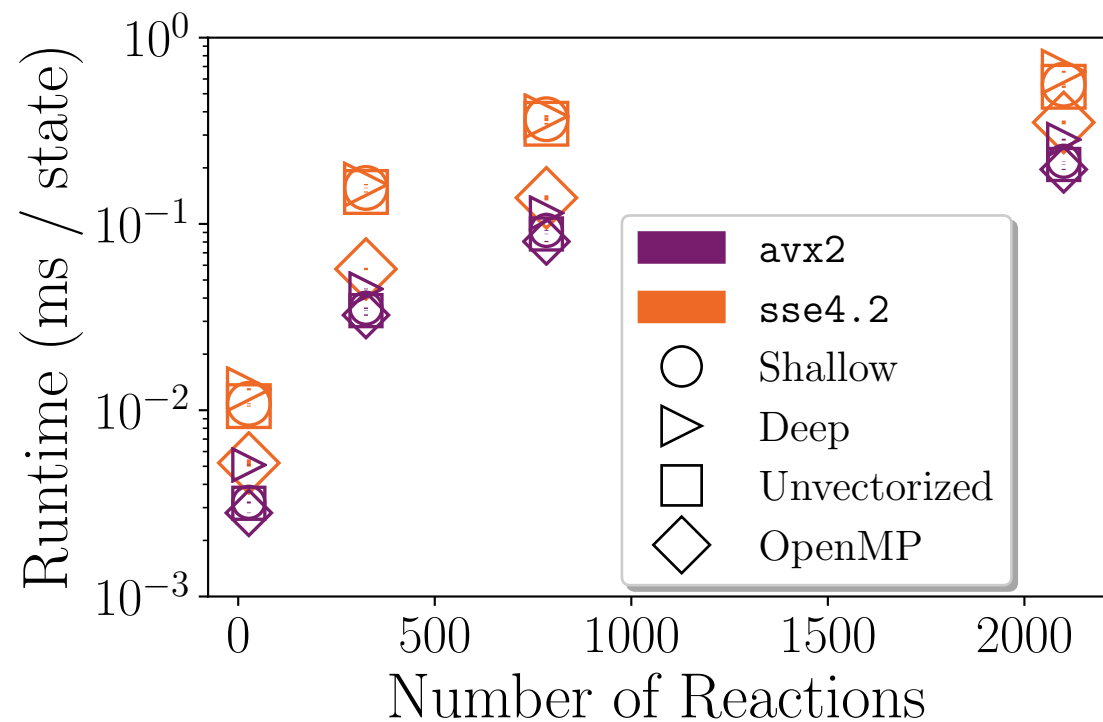 10^0
10^-1
10^-2
10^-3
Runtime (ms / state)
avx2
sse4.2
Shallow
Deep
Unvectorized
OpenMP
0 500 1000 1500 2000
Number of Reactions